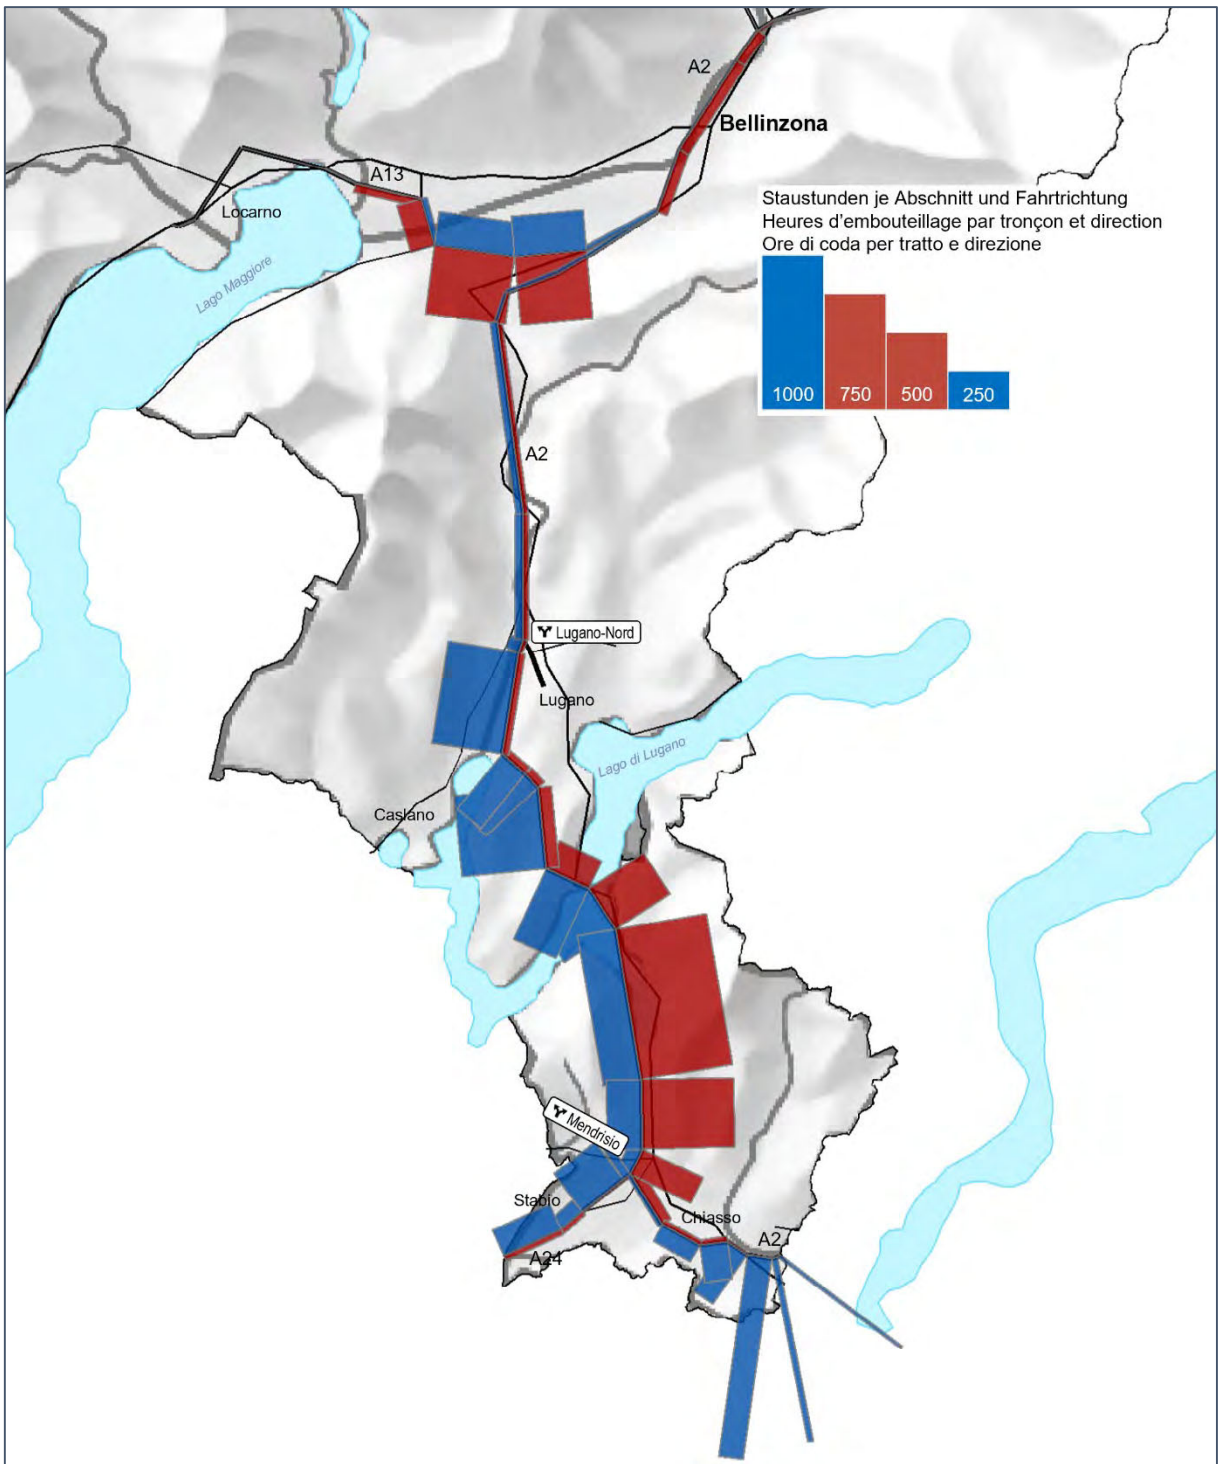 A2
Bellinzona
A13
Locarno
Staustunden je Abschnitt und Fahrtrichtung
Heures d'embouteillage par tronçon et direction
Ore di coda per tratto e direzione
Lago Maggiore
1000 750 500 250
A2
Lugano-Nord
Lugano
Lago di Lugano
Caslano
Mendrisio
Stabio
Chiasso
A2
A24